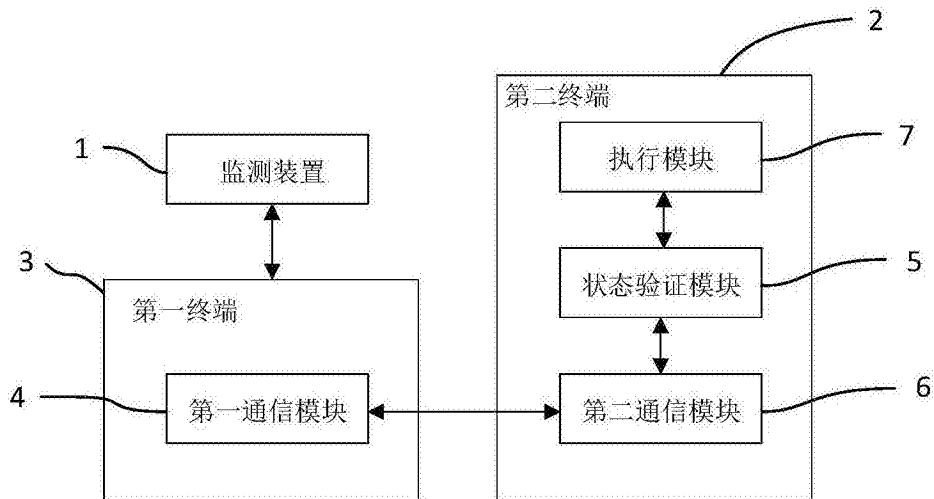 2
第二终端
7
执行模块
1
监测装置
3
5
状态验证模块
第一终端
4
第一通信模块
第二通信模块
6